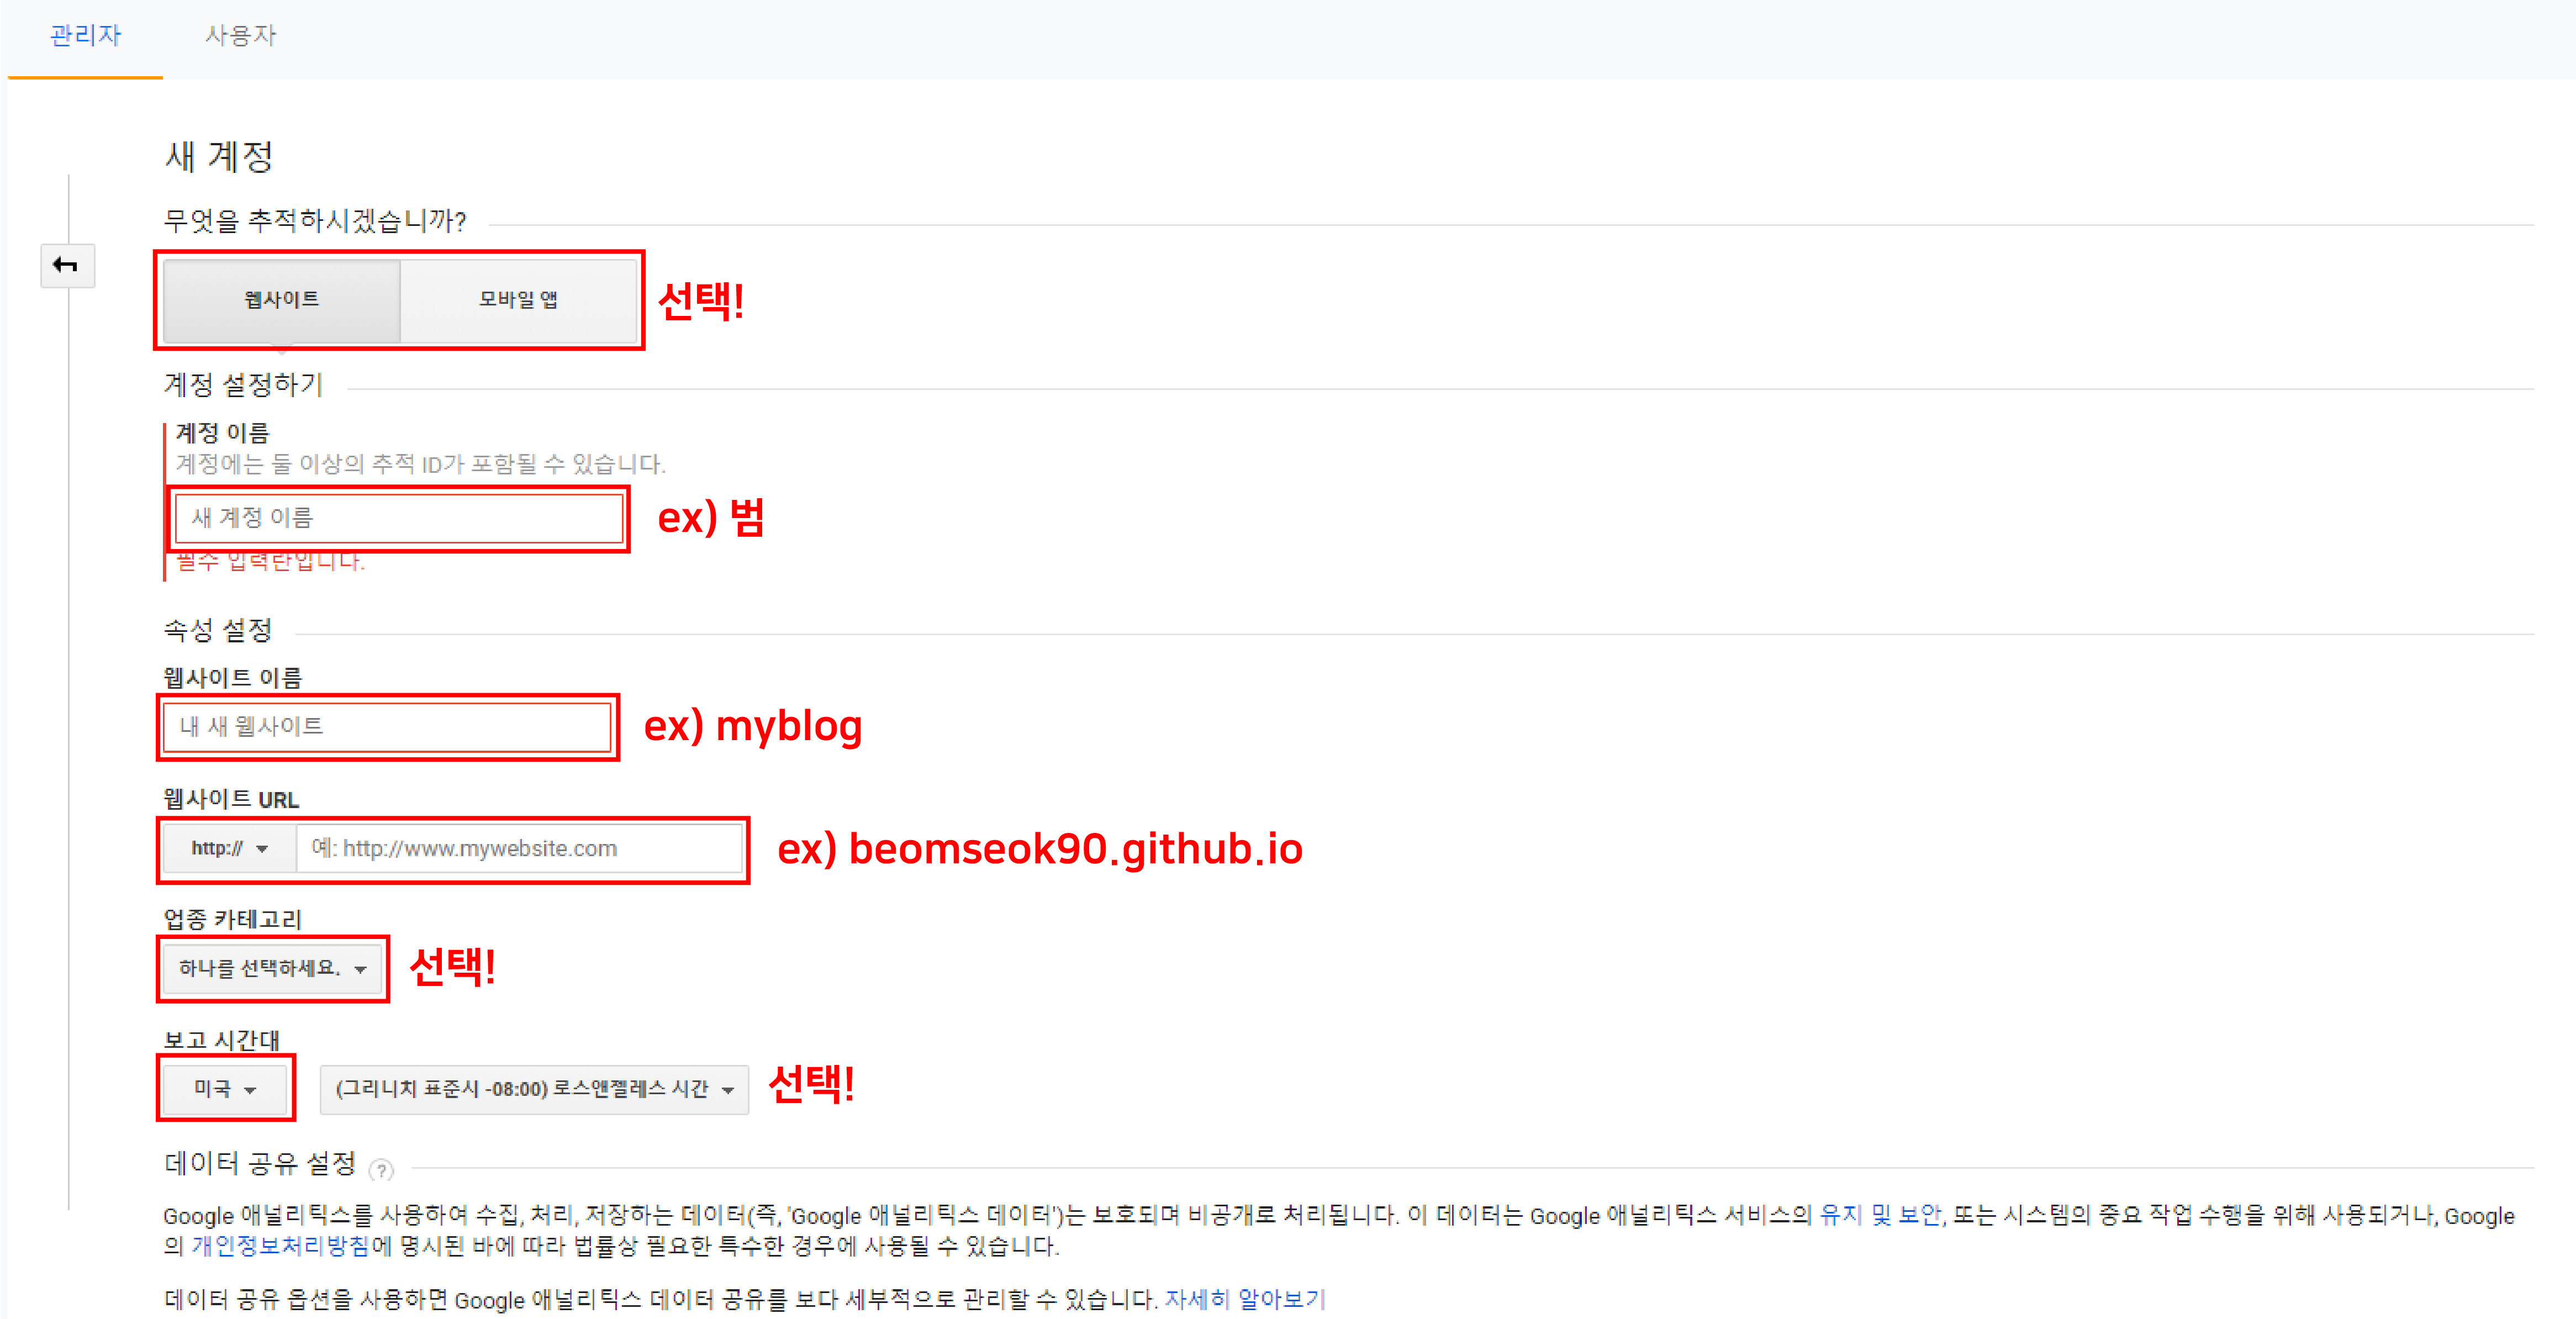 관리자 사용자
새 계정
무엇을 추적하시겠습니까?
웹사이트 모바일 앱 선택!
계정 설정하기
계정 이름
계정에는 둘 이상의 추적 ID가 포함될 수 있습니다.
새 계정 이름 ex) 범
필수 입력란입니다.
속성 설정
웹사이트 이름
내 새 웹사이트 ex) myblog
웹사이트 URL
http:// 예: http://www.mywebsite.com ex) beomseok90.github.io
업종 카테고리
하나를 선택하세요. 선택!
보고 시간대
미국 (그리니치 표준시 -08:00) 로스앤젤레스 시간 선택!
데이터 공유 설정 ?
Google 애널리틱스를 사용하여 수집, 처리, 저장하는 데이터(즉, 'Google 애널리틱스 데이터')는 보호되며 비공개로 처리됩니다. 이 데이터는 Google 애널리틱스 서비스의 유지 및 보안, 또는 시스템의 중요 작업 수행을 위해 사용되거나, Google
의 개인정보처리방침에 명시된 바에 따라 법률상 필요한 특수한 경우에 사용될 수 있습니다.
데이터 공유 옵션을 사용하면 Google 애널리틱스 데이터 공유를 보다 세부적으로 관리할 수 있습니다. 자세히 알아보기